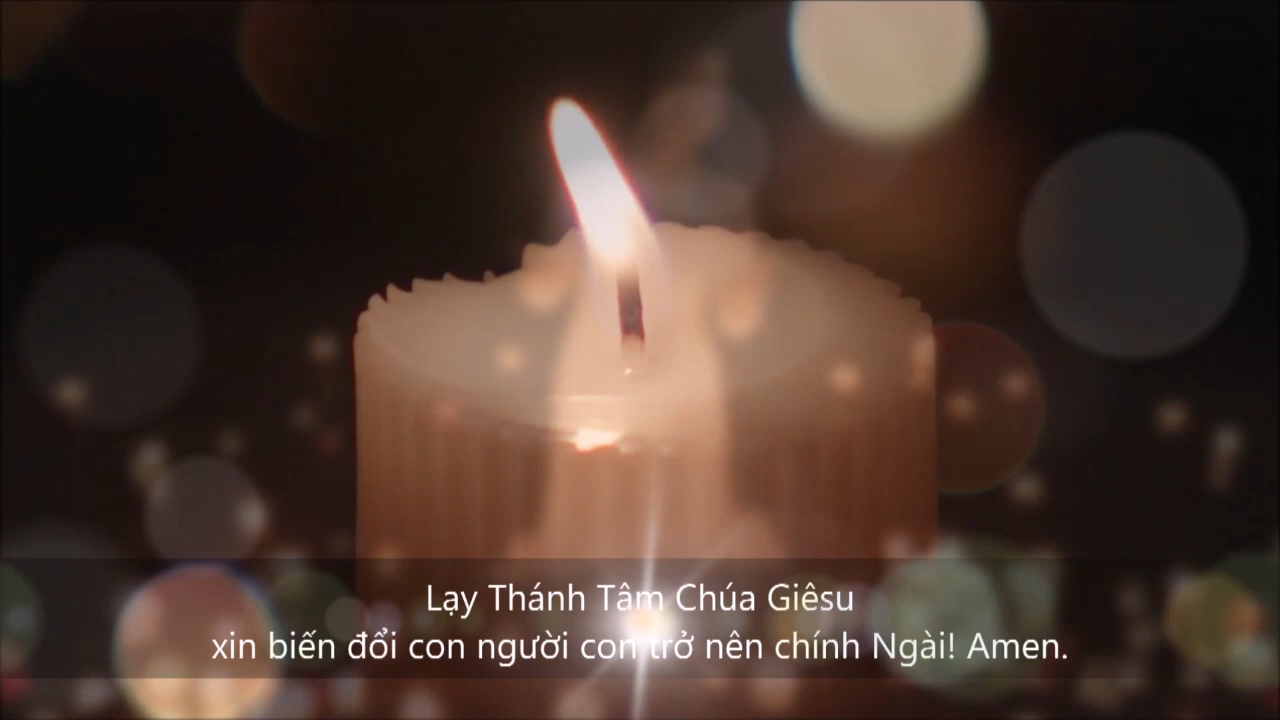 Lạy Thánh Tâm Chúa Giêsu
xin biến đổi con người con trở nên chính Ngài! Amen.